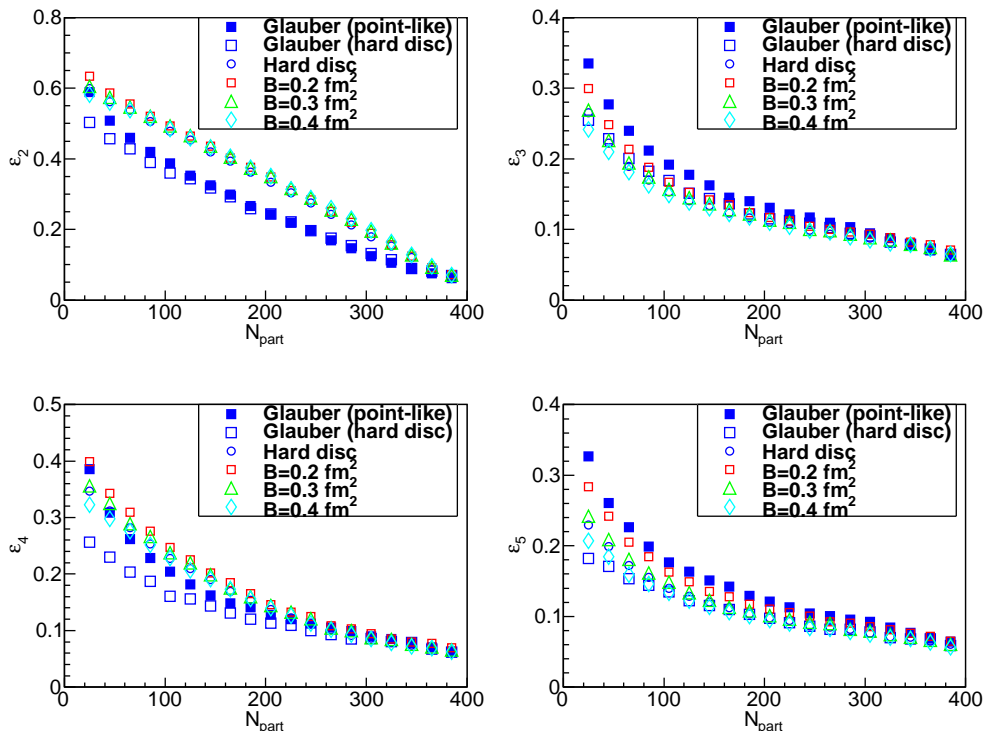 0.8
0.6
0.4
0.2
0
ε2
0 100 200 300 400
Npart
Glauber (point-like)
Glauber (hard disc)
Hard disc
B=0.2 fm²
B=0.3 fm²
B=0.4 fm²
0.4
0.3
0.2
0.1
0
ε3
0 100 200 300 400
Npart
Glauber (point-like)
Glauber (hard disc)
Hard disc
B=0.2 fm²
B=0.3 fm²
B=0.4 fm²
0.5
0.4
0.3
0.2
0.1
0
ε4
0 100 200 300 400
Npart
Glauber (point-like)
Glauber (hard disc)
Hard disc
B=0.2 fm²
B=0.3 fm²
B=0.4 fm²
0.4
0.3
0.2
0.1
0
ε5
0 100 200 300 400
Npart
Glauber (point-like)
Glauber (hard disc)
Hard disc
B=0.2 fm²
B=0.3 fm²
B=0.4 fm²